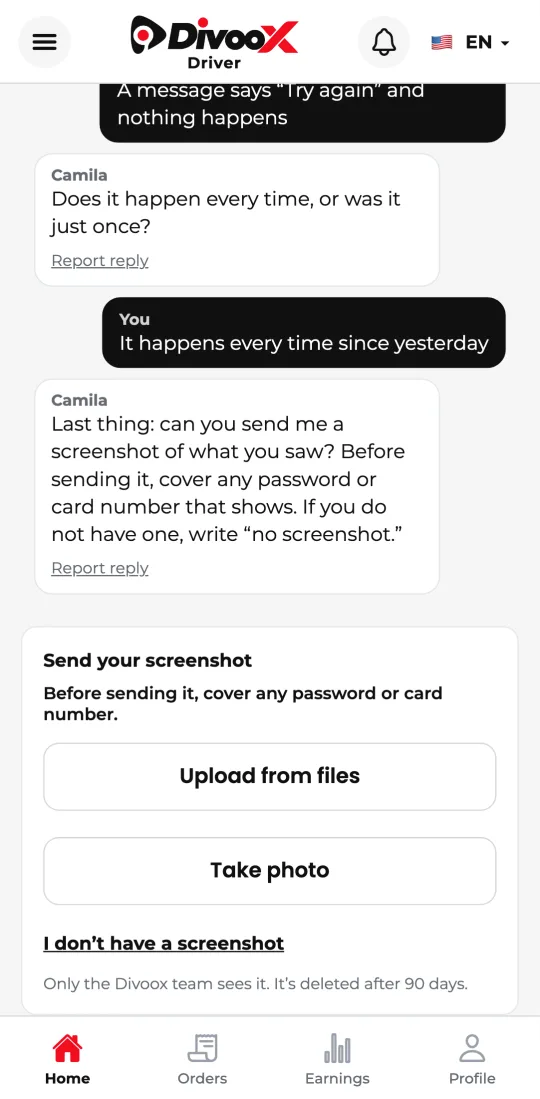 DivooX
Driver
EN
A message says “Try again” and
nothing happens
Camila
Does it happen every time, or was it
just once?
Report reply
You
It happens every time since yesterday
Camila
Last thing: can you send me a
screenshot of what you saw? Before
sending it, cover any password or
card number that shows. If you do
not have one, write “no screenshot.”
Report reply
Send your screenshot
Before sending it, cover any password or card
number.
Upload from files
Take photo
I don’t have a screenshot
Only the Divoox team sees it. It’s deleted after 90 days.
Home
Orders
Earnings
Profile